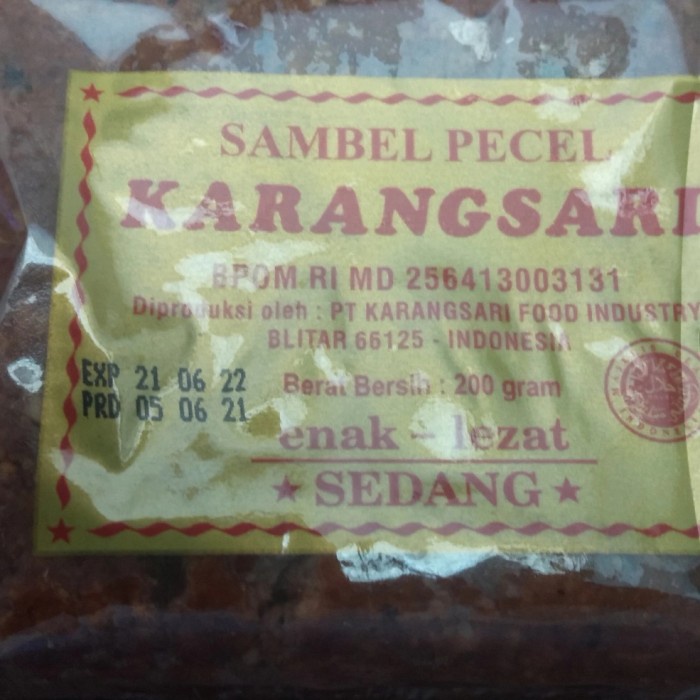 SAMBEL PECEL
KARANGSARI
BPOM RI MD 256413003131
Diproduksi oleh : PT KARANGSARI FOOD INDUSTRY
BLITAR 66125 - INDONESIA
EXP 21 06 22
PRD 05 06 21
Berat Bersih : 200 gram
enak - lezat
SEDANG